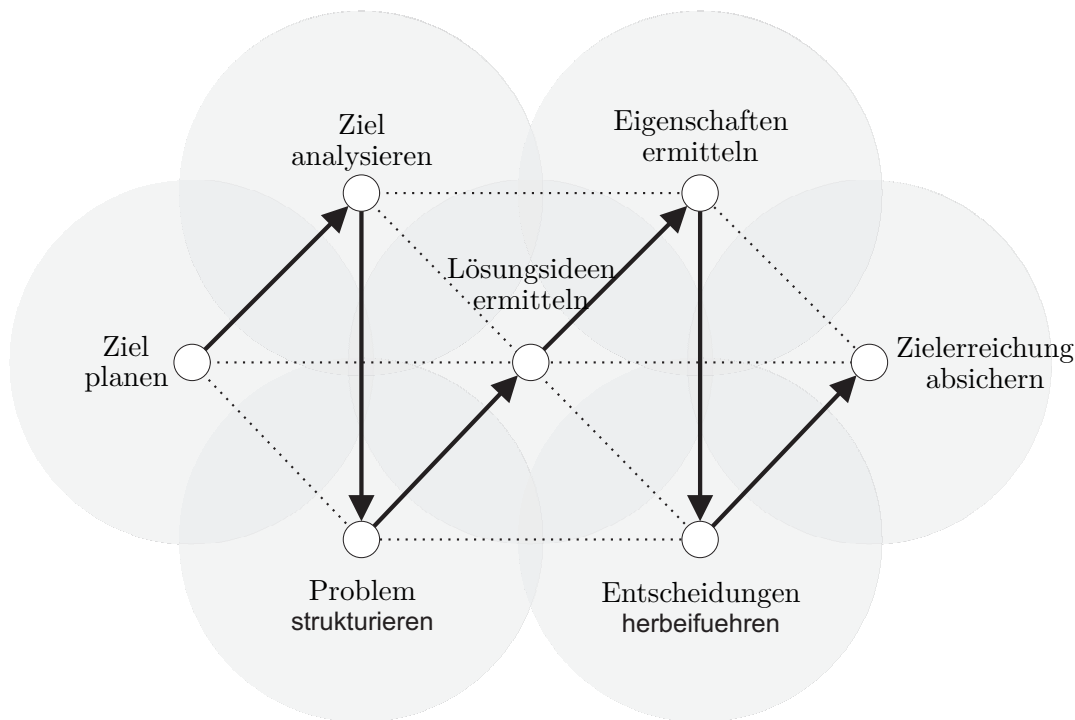 Ziel
analysieren
Eigenschaften
ermitteln
Lösungsideen
ermitteln
Ziel
planen
Zielerreichung
absichern
Problem
strukturieren
Entscheidungen
herbeifuehren